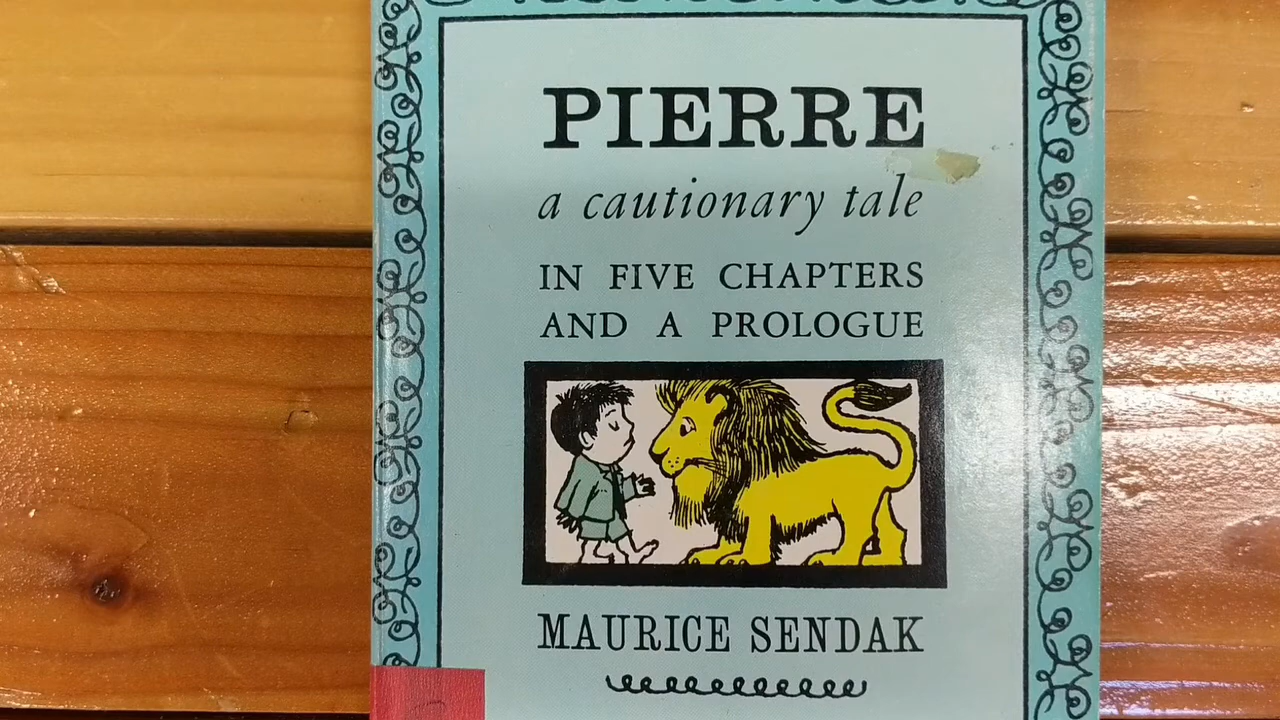 PIERRE
a cautionary tale
IN FIVE CHAPTERS
AND A PROLOGUE
MAURICE SENDAK